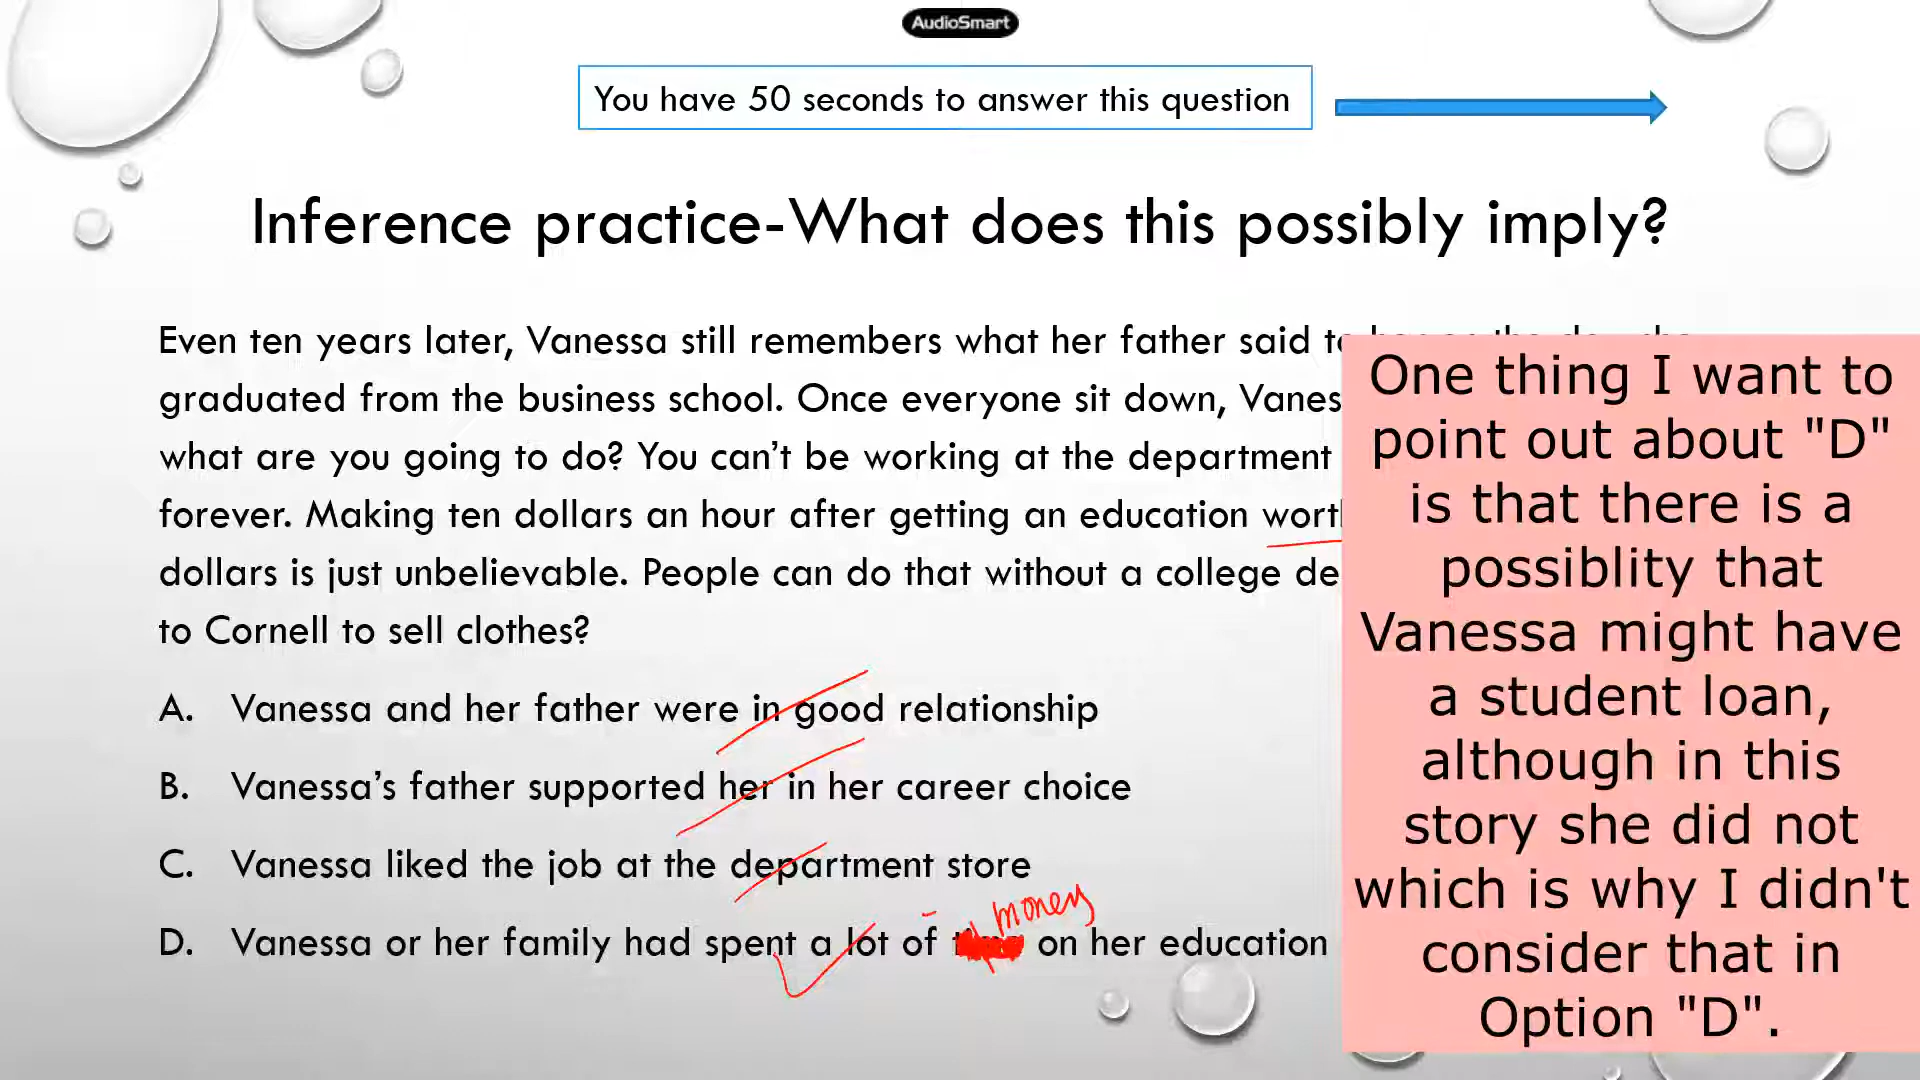 AudioSmart
You have 50 seconds to answer this question
Inference practice-What does this possibly imply?
Even ten years later, Vanessa still remembers what her father said to her on the day she
graduated from the business school. Once everyone sit down, Vanes
what are you going to do? You can't be working at the department
forever. Making ten dollars an hour after getting an education wort
dollars is just unbelievable. People can do that without a college de
to Cornell to sell clothes?
A. Vanessa and her father were in good relationship
B. Vanessa's father supported her in her career choice
C. Vanessa liked the job at the department store
money
D. Vanessa or her family had spent a lot of on her education
One thing I want to
point out about "D"
is that there is a
possiblity that
Vanessa might have
a student loan,
although in this
story she did not
which is why I didn't
consider that in
Option "D".